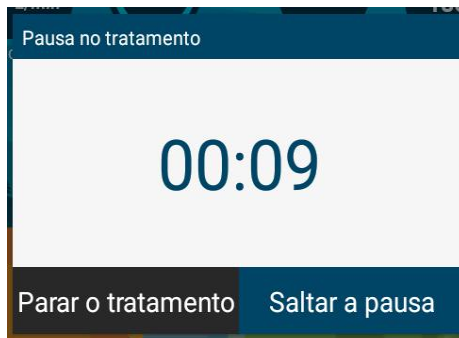 Pausa no tratamento
00:09
Parar o tratamento
Saltar a pausa